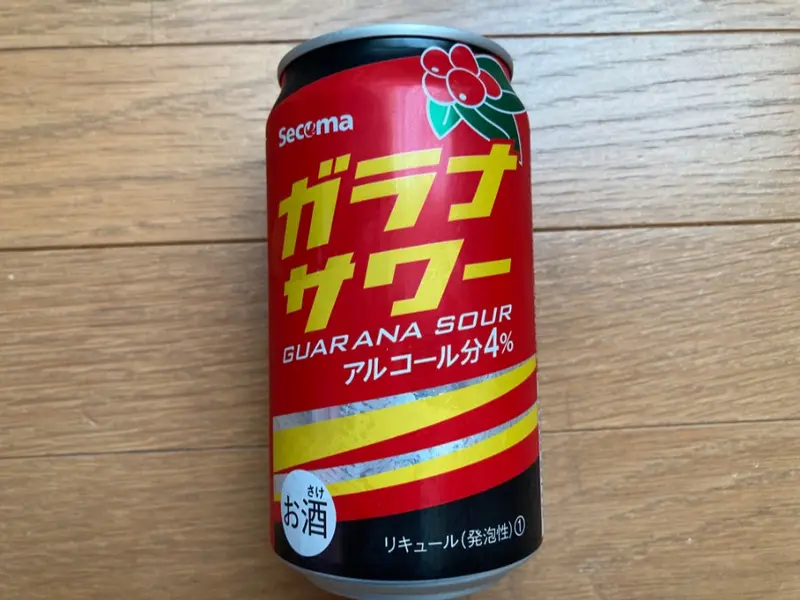 Secoma
ガラナ
サワー
GUARANA SOUR
アルコール分4%
さけ
お酒
リキュール(発泡性)①